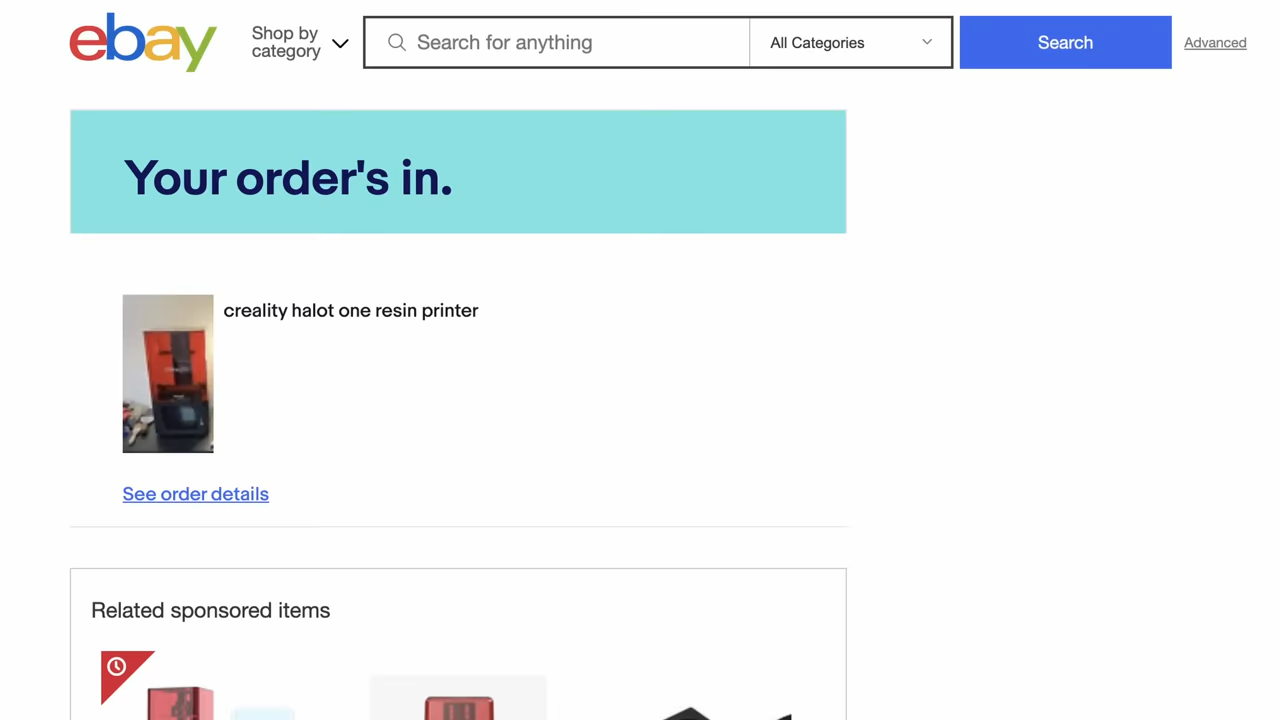 ebay
Shop by
category
Search for anything
All Categories
Search
Advanced
Your order's in.
creality halot one resin printer
See order details
Related sponsored items